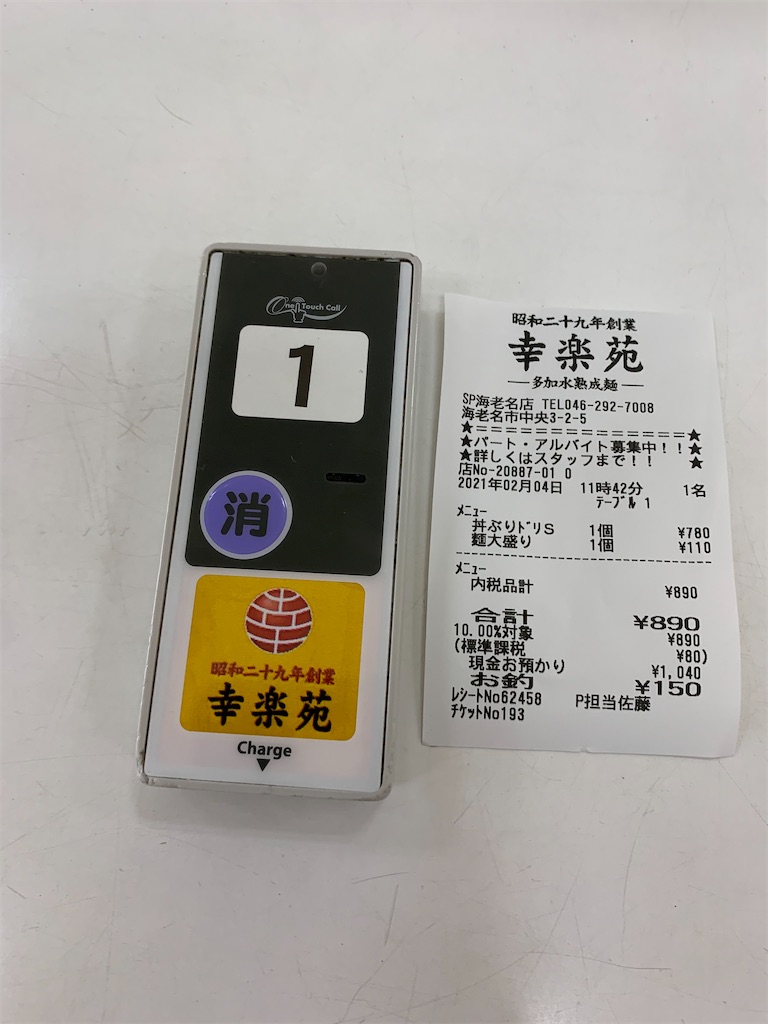 One Touch Call
1
消
昭和二十九年創業
幸楽苑
Charge
昭和二十九年創業
幸楽苑
―多加水熟成麺―
SP海老名店 TEL046-292-7008
海老名市中央3-2-5
★===============★
★パート・アルバイト募集中!!★
★詳しくはスタッフまで!! ★
店No-20887-01 0
2021年02月04日 11時42分 1名
テーブル 1
メニュー
丼ぶりドリS 1個 ¥780
麺大盛り 1個 ¥110
メニュー
内税品計 ¥890
合計 ¥890
10.00%対象 ¥890
(標準課税 ¥80)
現金お預かり ¥1,040
お釣 ¥150
レシートNo62458 P担当佐藤
チケットNo193